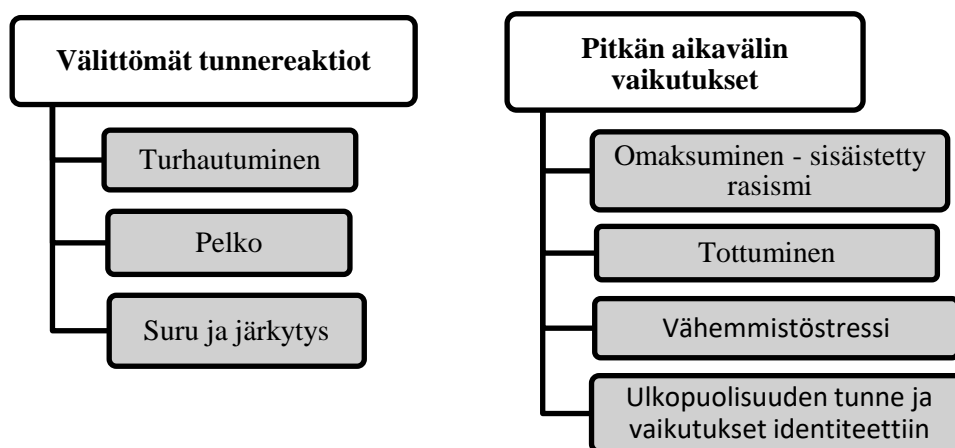 Välittömät tunnereaktiot
Turhautuminen
Pelko
Suru ja järkytys
Pitkän aikavälin
vaikutukset
Omaksuminen - sisäistetty
rasismi
Tottuminen
Vähemmistöstressi
Ulkopuolisuuden tunne ja
vaikutukset identiteettiin